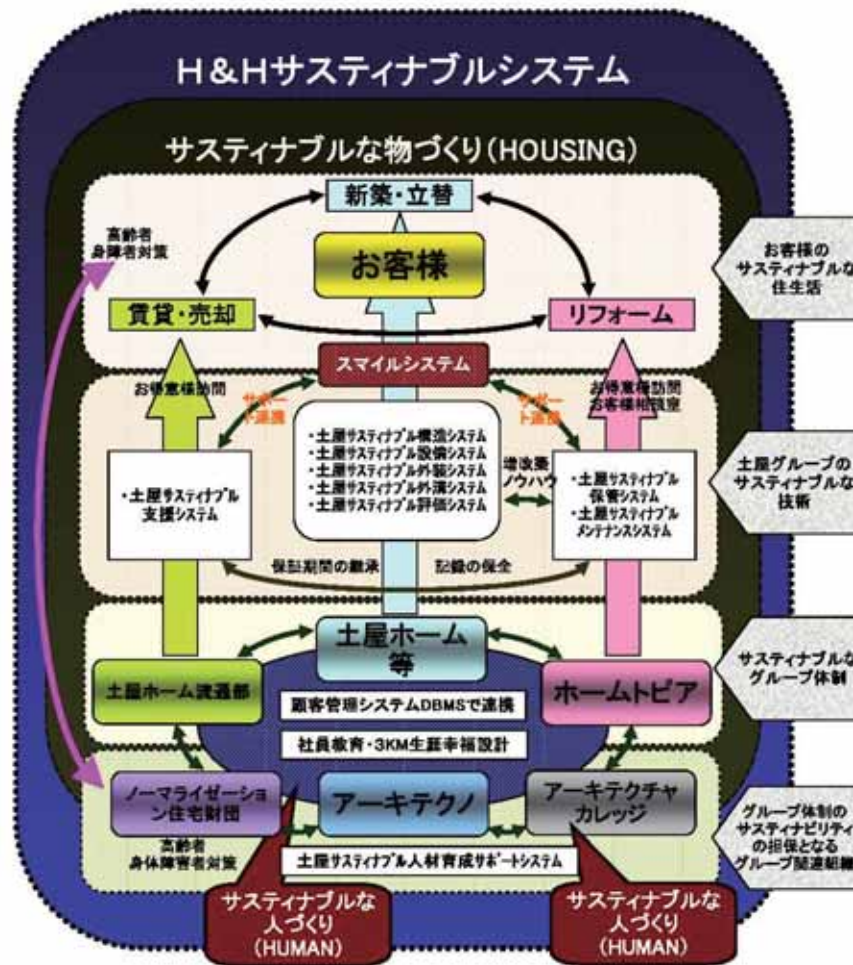 H&Hサスティナブルシステム
サスティナブルな物づくり(HOUSING)
新築・立替
高齢者
身障者対策
お客様
賃貸・売却
リフォーム
お客様の
サスティナブルな
住生活
スマイルシステム
お得意様訪問
サポー
ト連携
サポー
ト連携
お得意様訪問
お客様相談室
・土屋サスティナブル構造システム
・土屋サスティナブル設備システム
・土屋サスティナブル外装システム
・土屋サスティナブル外溝システム
・土屋サスティナブル評価システム
増改築
ノウハウ
・土屋サスティナブル
支援システム
・土屋サスティナブル
保管システム
・土屋サスティナブル
メンテナンスシステム
土屋グループの
サスティナブルな
技術
保証期間の継承
記録の保全
土屋ホーム
等
土屋ホーム流通部
ホームトピア
サスティナブルな
グループ体制
顧客管理システムDBMSで連携
社員教育・3KM生涯幸福設計
ノーマライゼーショ
ン住宅財団
アーキテクノ
アーキテクチャ
カレッジ
グループ体制の
サスティナビリティ
の担保となる
グループ関連組織
高齢者
身体障害者対策
土屋サスティナブル人材育成サポートシステム
サスティナブルな
人づくり
(HUMAN)
サスティナブルな
人づくり
(HUMAN)